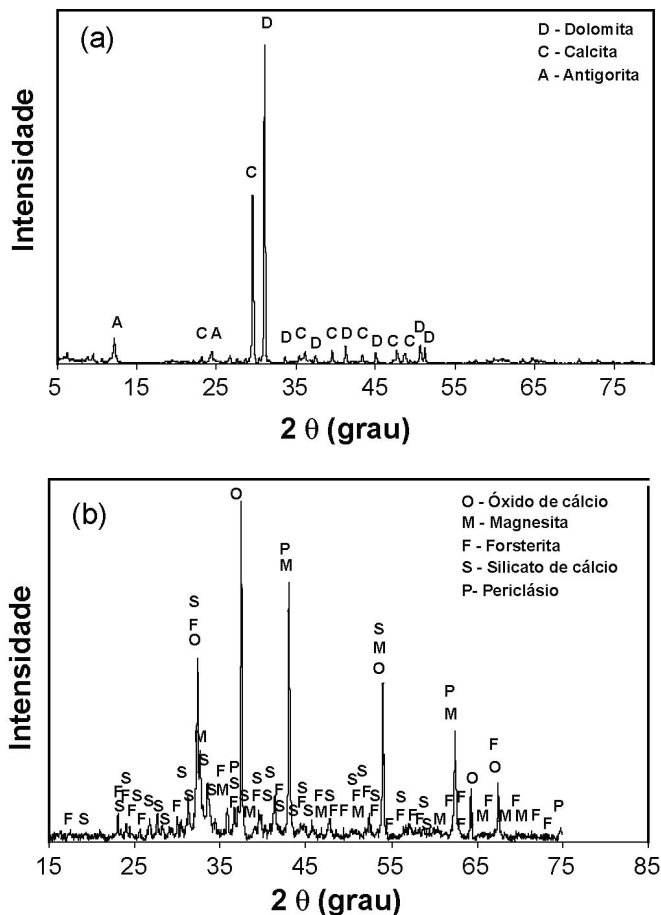 (a)
D
D - Dolomita
C - Calcita
A - Antigorita
C
A
C A
D C D C D C D C C D D
Intensidade
5 15 25 35 45 55 65 75 85
2 θ (grau)
(b)
O
O - Óxido de cálcio
M - Magnesita
F - Forsterita
S - Silicato de cálcio
P- Periclásio
P
M
S
F
O
S
M
O
P
M
F
O
O
M
S
Intensidade
15 25 35 45 55 65 75 85
2 θ (grau)